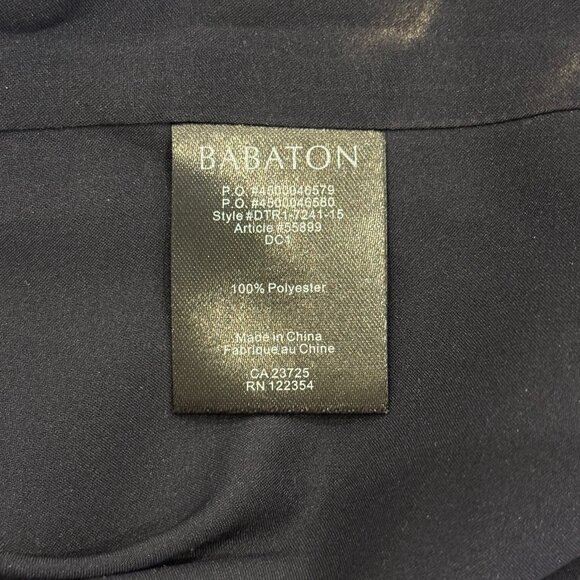 BABATON
P.O. #4500046579
P.O. #4500046580
Style #DTR1-7241-15
Article #55899
DC1
100% Polyester
Made in China
Fabriqué au Chine
CA 23725
RN 122354